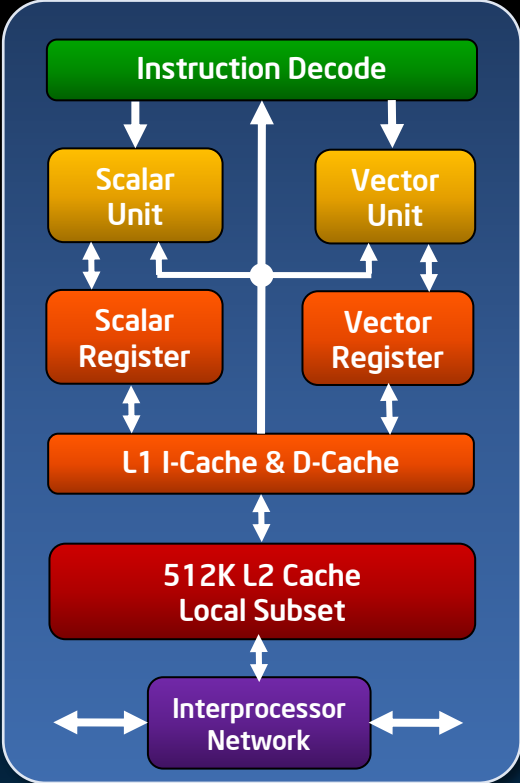 Instruction Decode
Scalar
Unit
Vector
Unit
Scalar
Register
Vector
Register
L1 I-Cache & D-Cache
512K L2 Cache
Local Subset
Interprocessor
Network